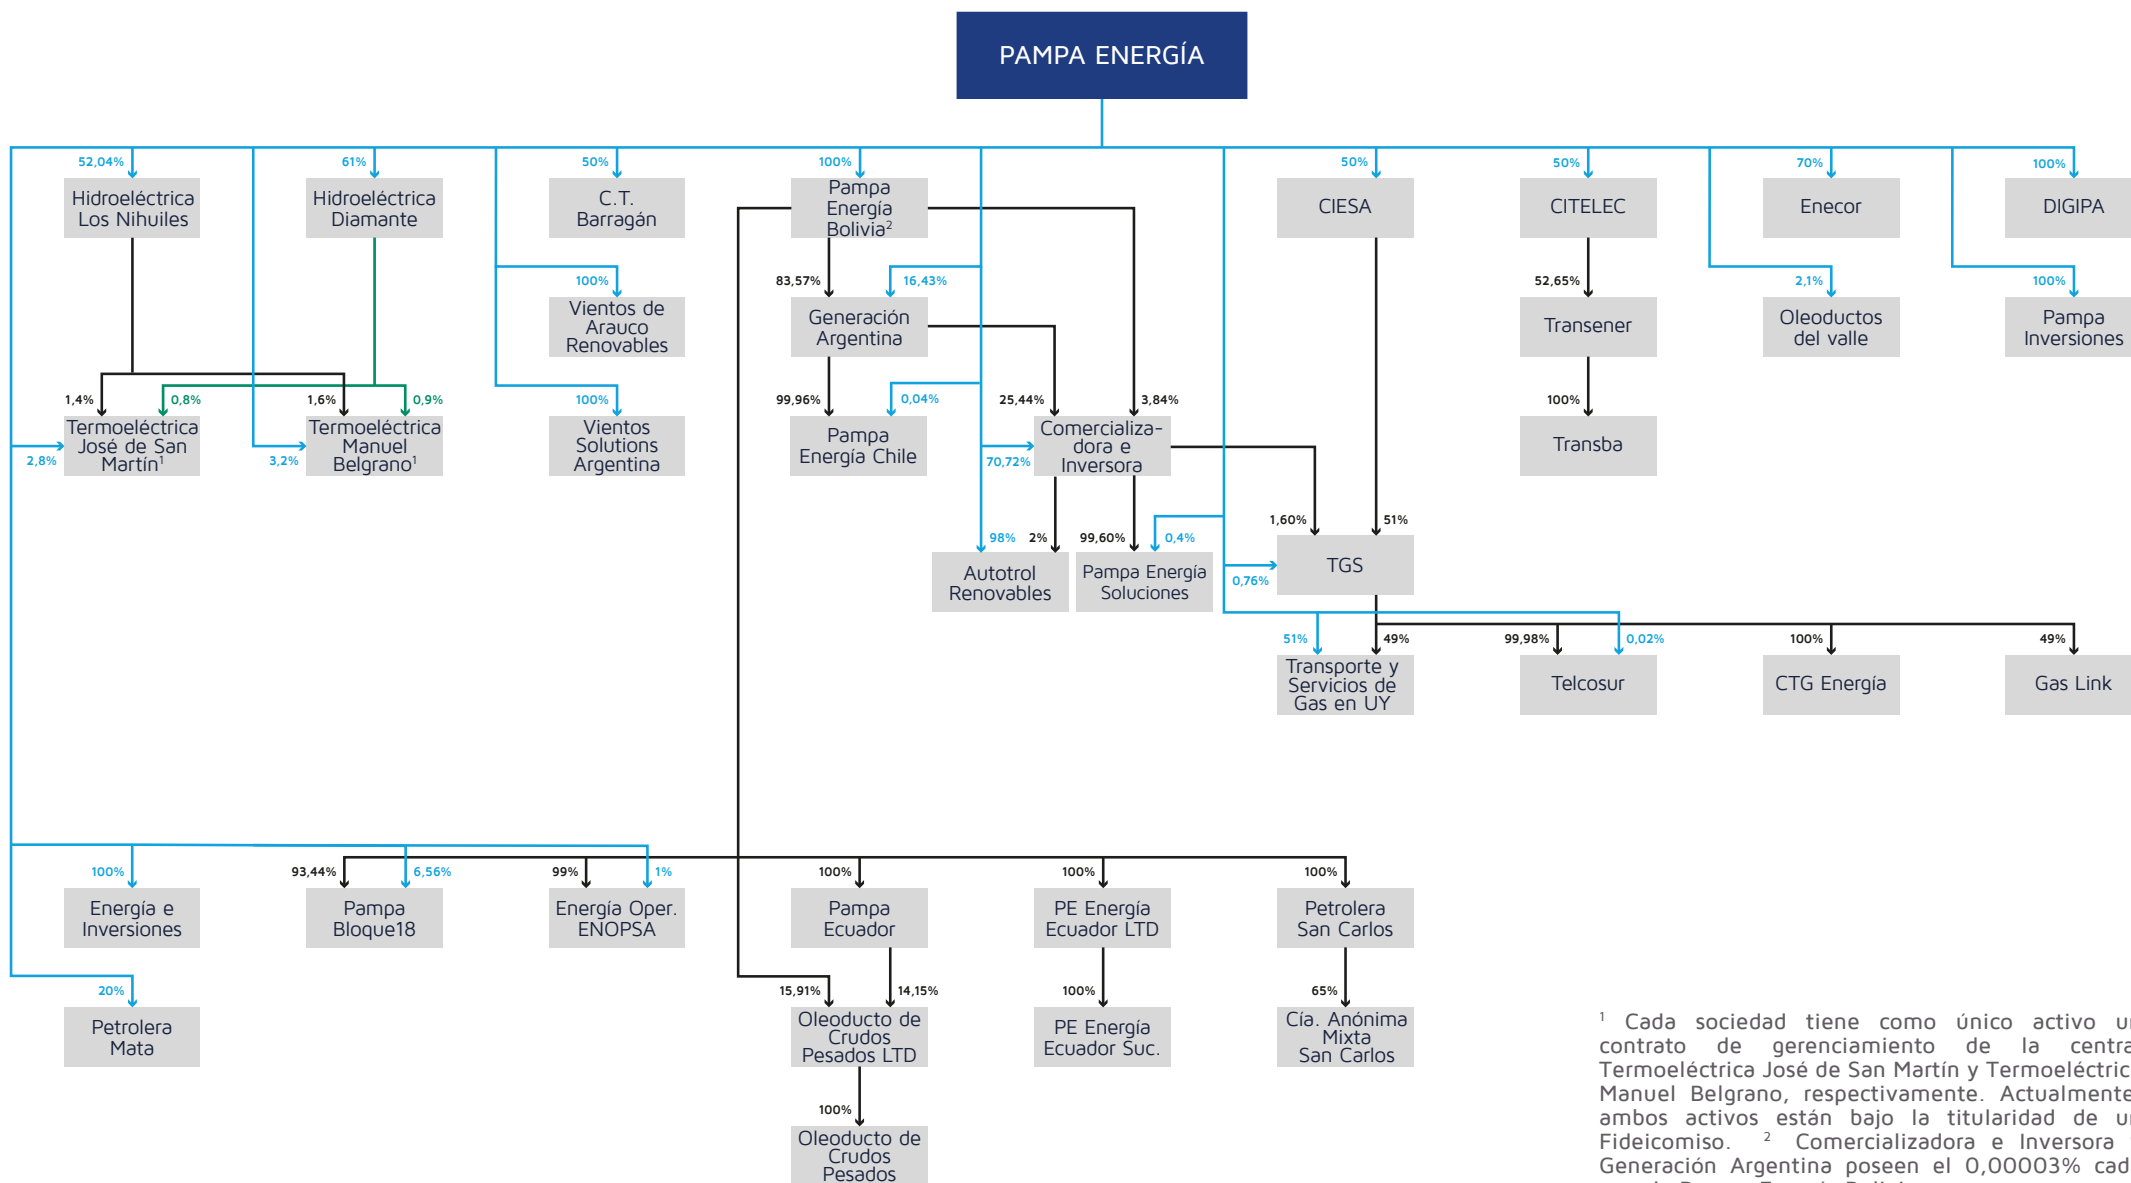 PAMPA ENERGÍA
52,04%
61%
50%
100%
50%
50%
70%
100%
Hidroeléctrica
Los Nihuiles
Hidroeléctrica
Diamante
C.T.
Barragán
Pampa
Energía
Bolivia²
CIESA
CITELEC
Enecor
DIGIPA
100%
83,57%
16,43%
52,65%
2,1%
100%
Vientos de
Arauco
Renovables
Generación
Argentina
Transener
Oleoductos
del valle
Pampa
Inversiones
1,4%
0,8%
1,6%
0,9%
100%
99,96%
0,04%
25,44%
3,84%
100%
Termoeléctrica
José de San
Martín¹
2,8%
Termoeléctrica
Manuel
Belgrano¹
3,2%
Vientos
Solutions
Argentina
Pampa
Energía Chile
Comercializa-
dora e
Inversora
70,72%
Transba
1,60%
51%
98%
2%
99,60%
0,4%
Autotrol
Renovables
Pampa Energía
Soluciones
TGS
0,76%
51%
49%
99,98%
0,02%
100%
49%
Transporte y
Servicios de
Gas en UY
Telcosur
CTG Energía
Gas Link
100%
93,44%
6,56%
99%
1%
100%
100%
100%
Energía e
Inversiones
Pampa
Bloque18
Energía Oper.
ENOPSA
Pampa
Ecuador
PE Energía
Ecuador LTD
Petrolera
San Carlos
20%
15,91%
14,15%
100%
65%
Petrolera
Mata
Oleoducto de
Crudos
Pesados LTD
PE Energía
Ecuador Suc.
Cía. Anónima
Mixta
San Carlos
100%
Oleoducto de
Crudos
Pesados
¹ Cada sociedad tiene como único activo un
contrato de gerenciamiento de la centra
Termoeléctrica José de San Martín y Termoeléctric
Manuel Belgrano, respectivamente. Actualmente
ambos activos están bajo la titularidad de un
Fideicomiso. ² Comercializadora e Inversora
Generación Argentina poseen el 0,00003% cad